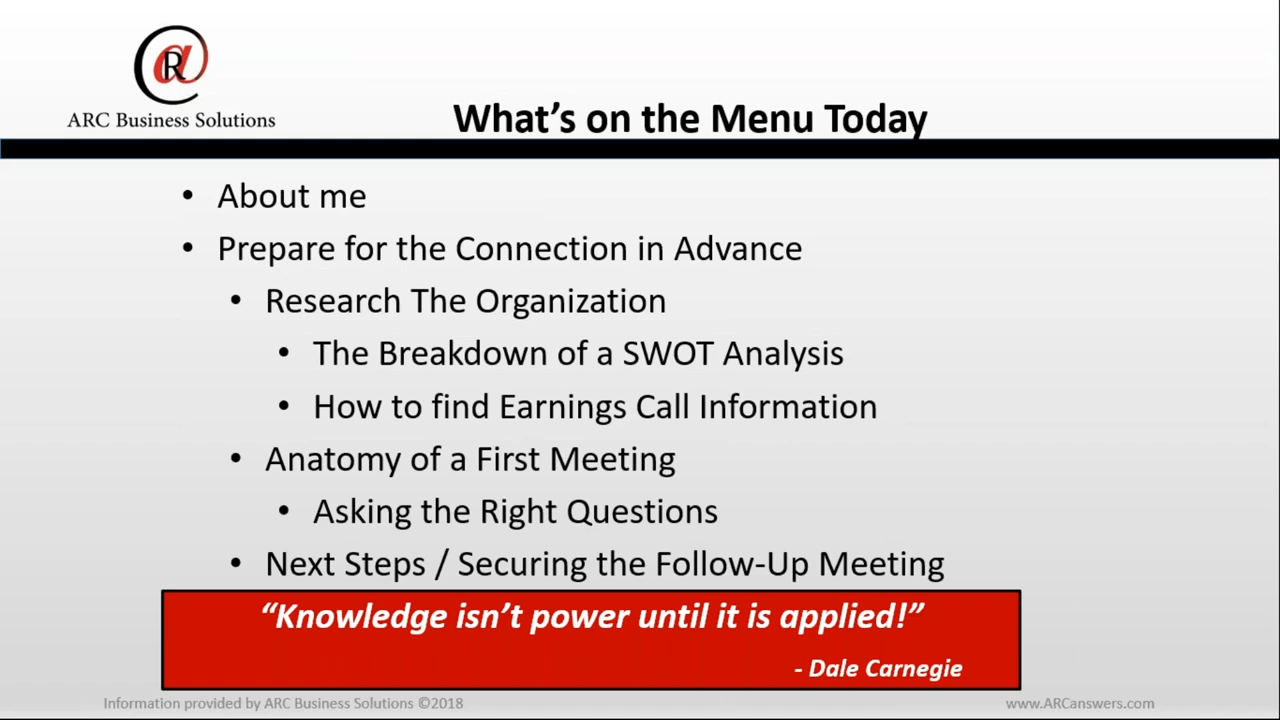 R
ARC Business Solutions
What's on the Menu Today
• About me
• Prepare for the Connection in Advance
• Research The Organization
• The Breakdown of a SWOT Analysis
• How to find Earnings Call Information
• Anatomy of a First Meeting
• Asking the Right Questions
• Next Steps / Securing the Follow-Up Meeting
“Knowledge isn’t power until it is applied!”
- Dale Carnegie
Information provided by ARC Business Solutions ©2018
www.ARCanswers.com